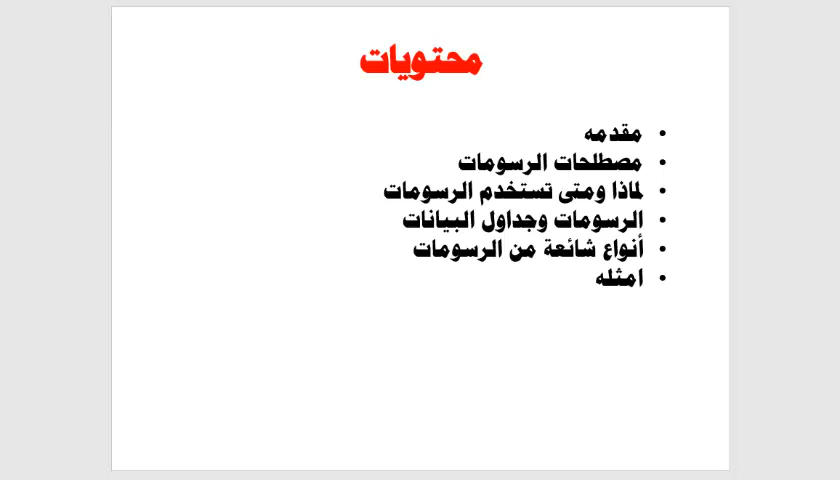 محتويات
• مقدمه
• مصطلحات الرسومات
• لماذا ومتى تستخدم الرسومات
• الرسومات وجداول البيانات
• أنواع شائعة من الرسومات
• امثله